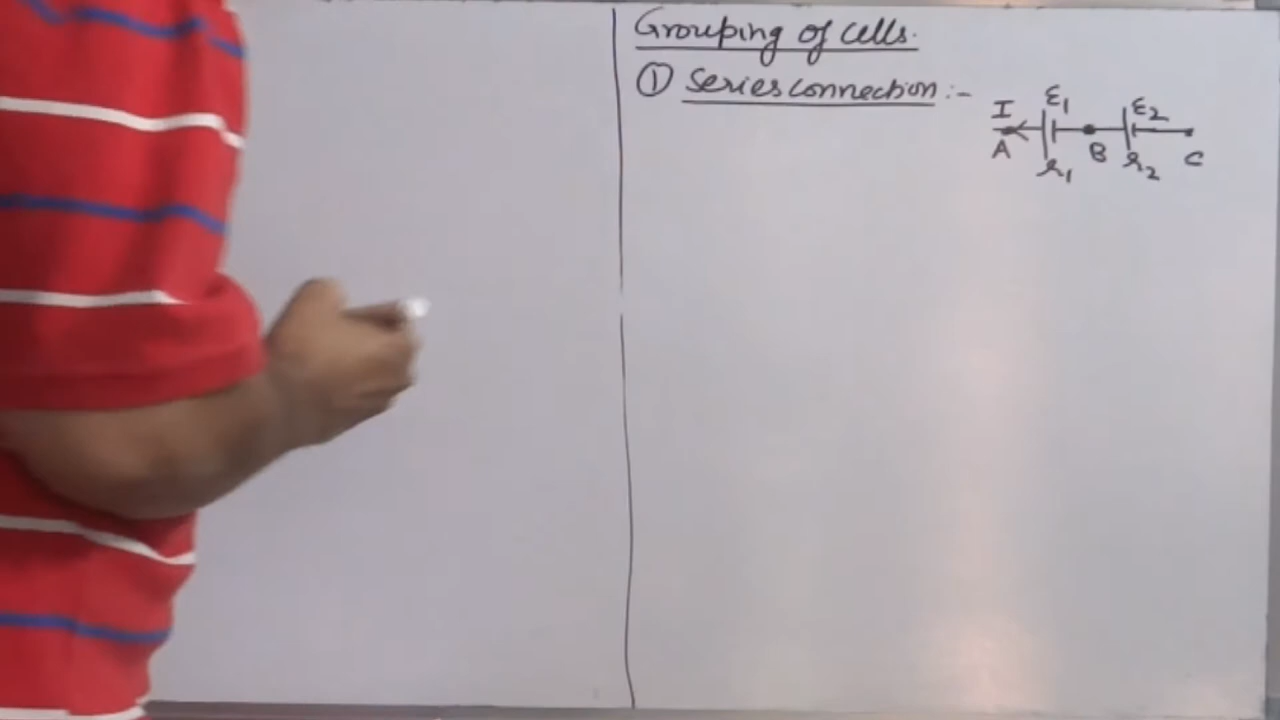 Grouping of cells.
① Series connection :-
I ε1 ε2
A r1 B r2 C